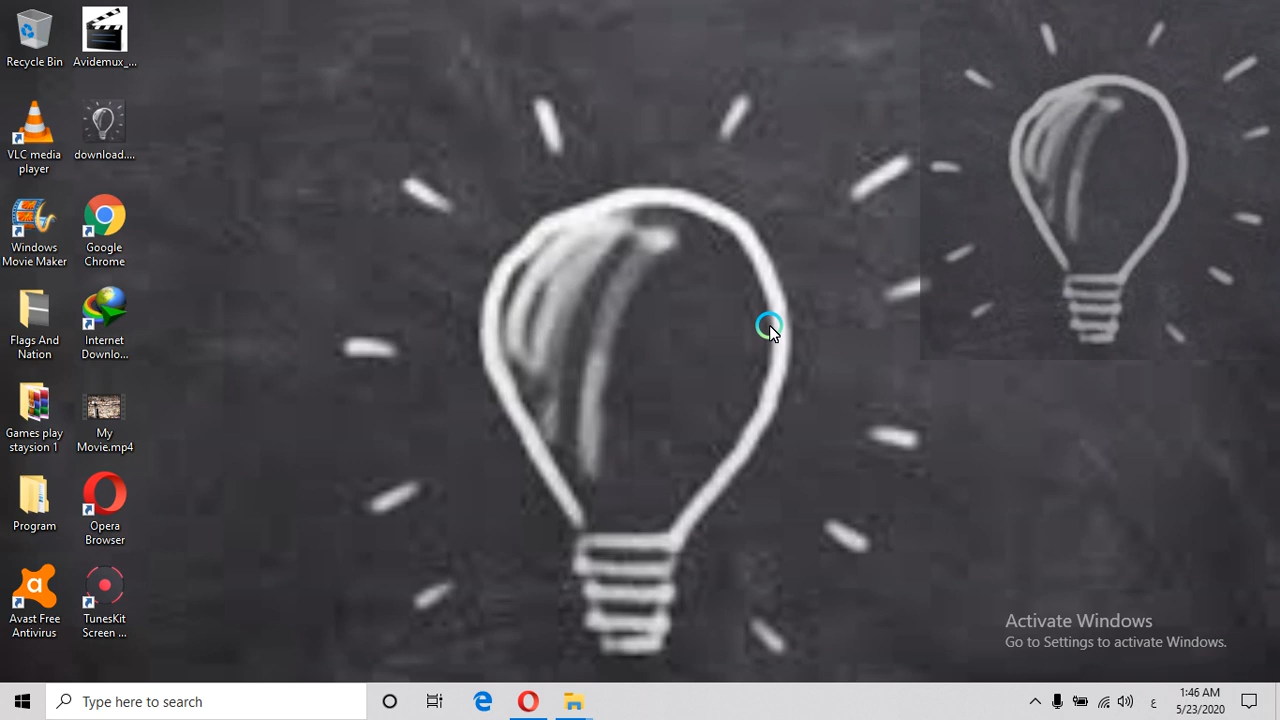 Recycle Bin
Avidemux_...
VLC media
player
download....
Windows
Movie Maker
Google
Chrome
Flags And
Nation
Internet
Downlo...
Games play
staysion 1
My
Movie.mp4
Program
Opera
Browser
Avast Free
Antivirus
TunesKit
Screen ...
Activate Windows
Go to Settings to activate Windows.
Type here to search
ع
1:46 AM
5/23/2020